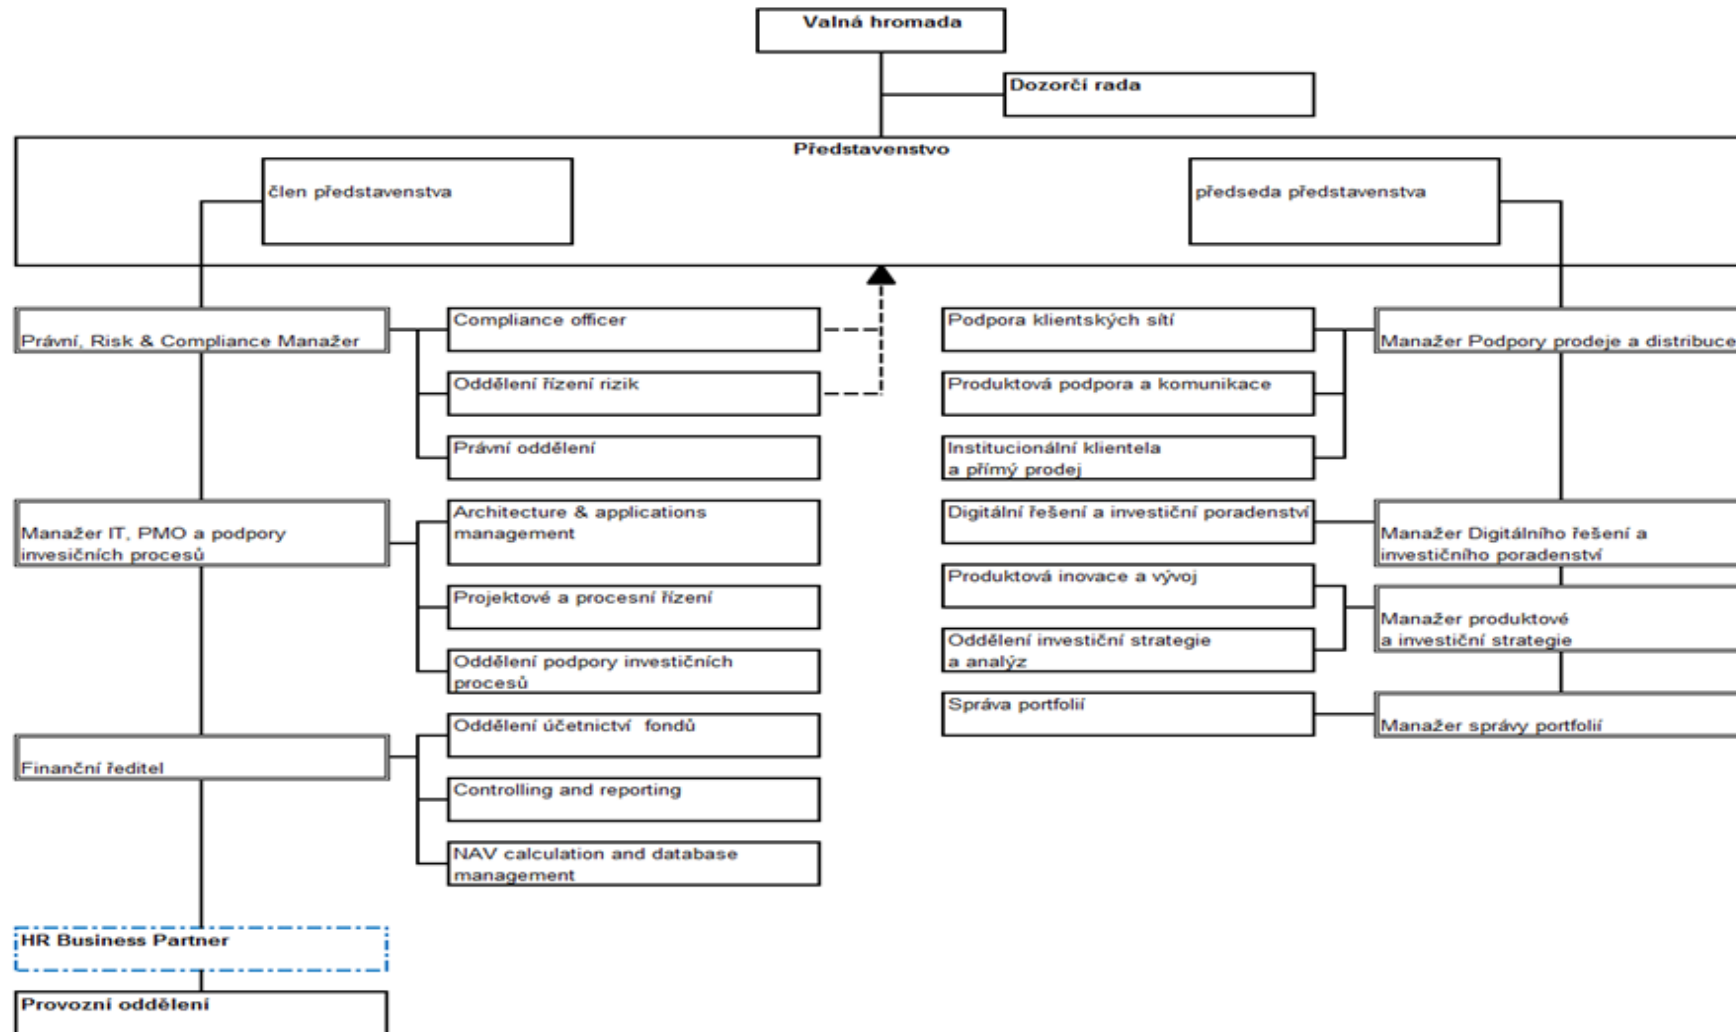 Valná hromada
Dozorčí rada
Představenstvo
člen představenstva
předseda představenstva
Právní, Risk & Compliance Manažer
Compliance officer
Oddělení řízení rizik
Právní oddělení
Manažer IT, PMO a podpory
invesičních procesů
Architecture & applications
management
Projektové a procesní řízení
Oddělení podpory investičních
procesů
Finanční ředitel
Oddělení účetnictví fondů
Controlling and reporting
NAV calculation and database
management
HR Business Partner
Provozní oddělení
Podpora klientských sítí
Produktová podpora a komunikace
Institucionální klientela
a přímý prodej
Manažer Podpory prodeje a distribuce
Digitální řešení a investiční poradenství
Manažer Digitálního řešení a
investičního poradenství
Produktová inovace a vývoj
Oddělení investiční strategie
a analýz
Manažer produktové
a investiční strategie
Správa portfolií
Manažer správy portfolií